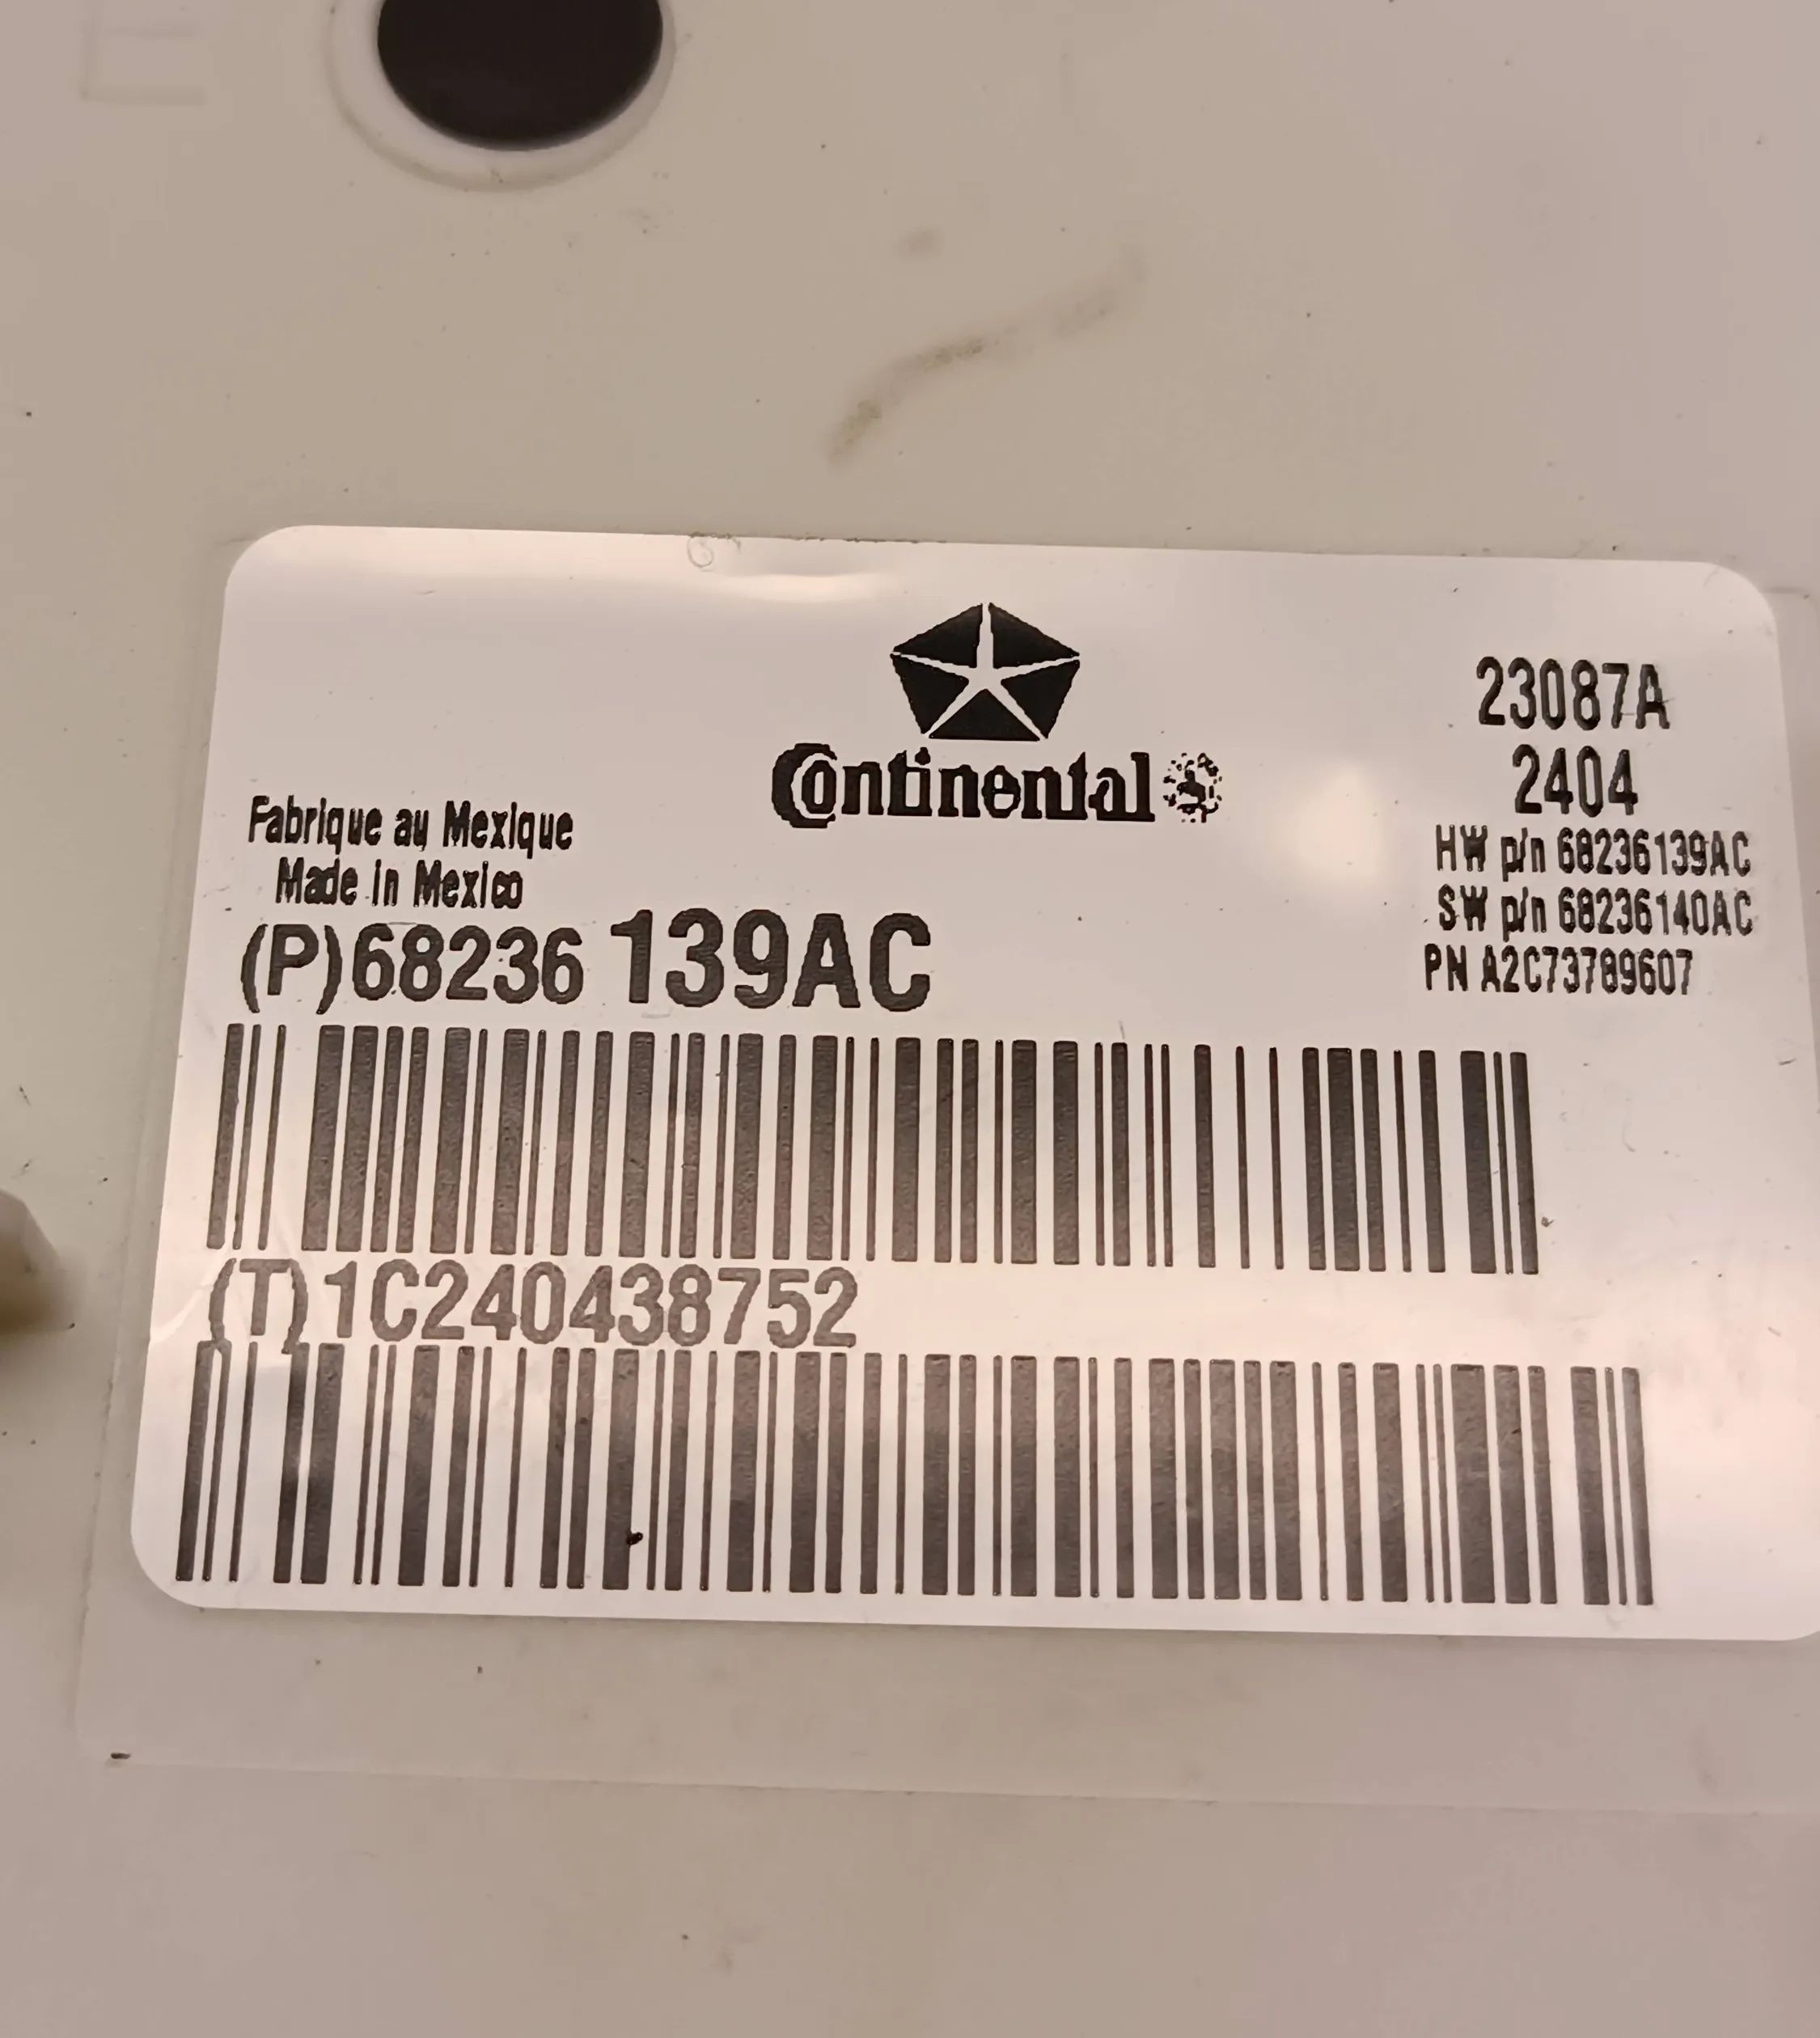 Continental
23087A
2404
HW p/n 68236139AC
SW p/n 68236140AC
PN A2C73789607
Fabrique au Mexique
Made in Mexico
(P)68236 139AC
(T)1C240438752